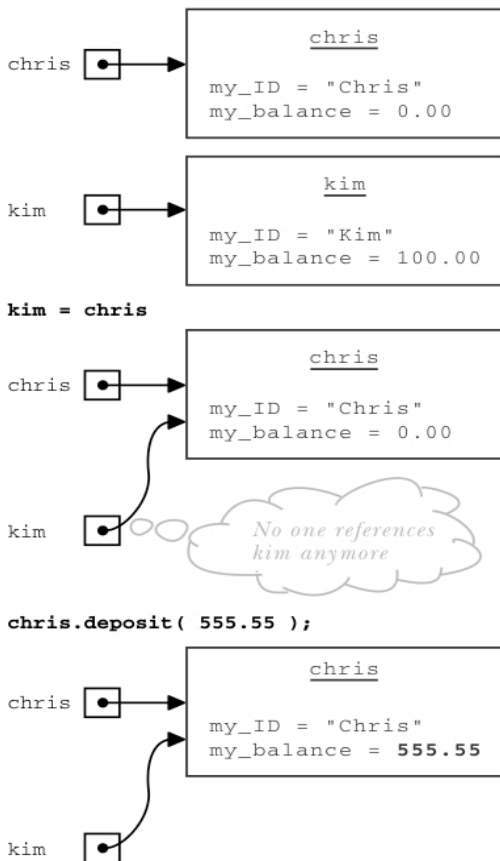 chris
chris
my_ID = "Chris"
my_balance = 0.00
kim
kim
my_ID = "Kim"
my_balance = 100.00
kim = chris
chris
chris
my_ID = "Chris"
my_balance = 0.00
kim
No one references
kim anymore
chris.deposit( 555.55 );
chris
chris
my_ID = "Chris"
my_balance = 555.55
kim